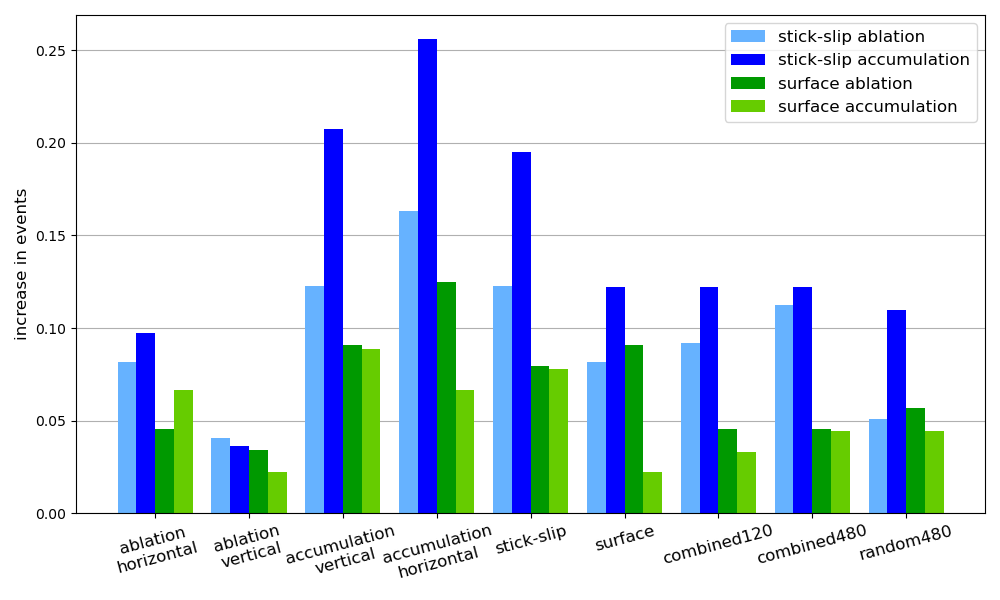 stick-slip ablation
stick-slip accumulation
surface ablation
surface accumulation
increase in events
0.25
0.20
0.15
0.10
0.05
0.00
ablation
horizontal
ablation
vertical
accumulation
vertical
accumulation
horizontal
stick-slip
surface
combined120
combined480
random480